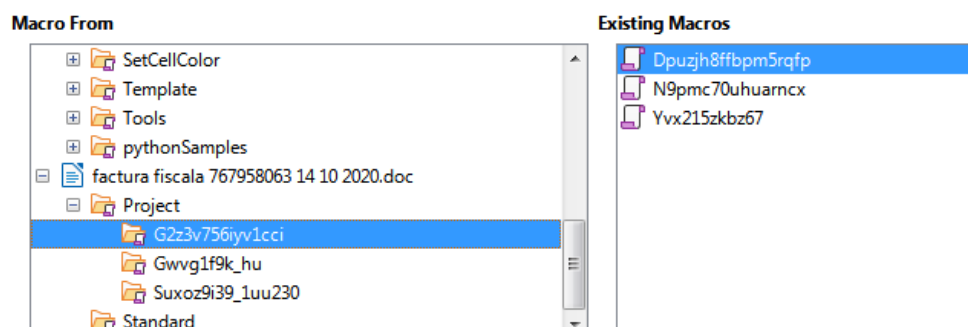 Macro From
SetCellColor
Template
Tools
pythonSamples
factura fiscala 767958063 14 10 2020.doc
Project
G2z3v756iyv1cci
Gwvg1f9k_hu
Suxoz9i39_1uu230
Standard
Existing Macros
Dpuzjh8ffbpm5rqfp
N9pmc70uhuarncx
Yvx215zkbz67